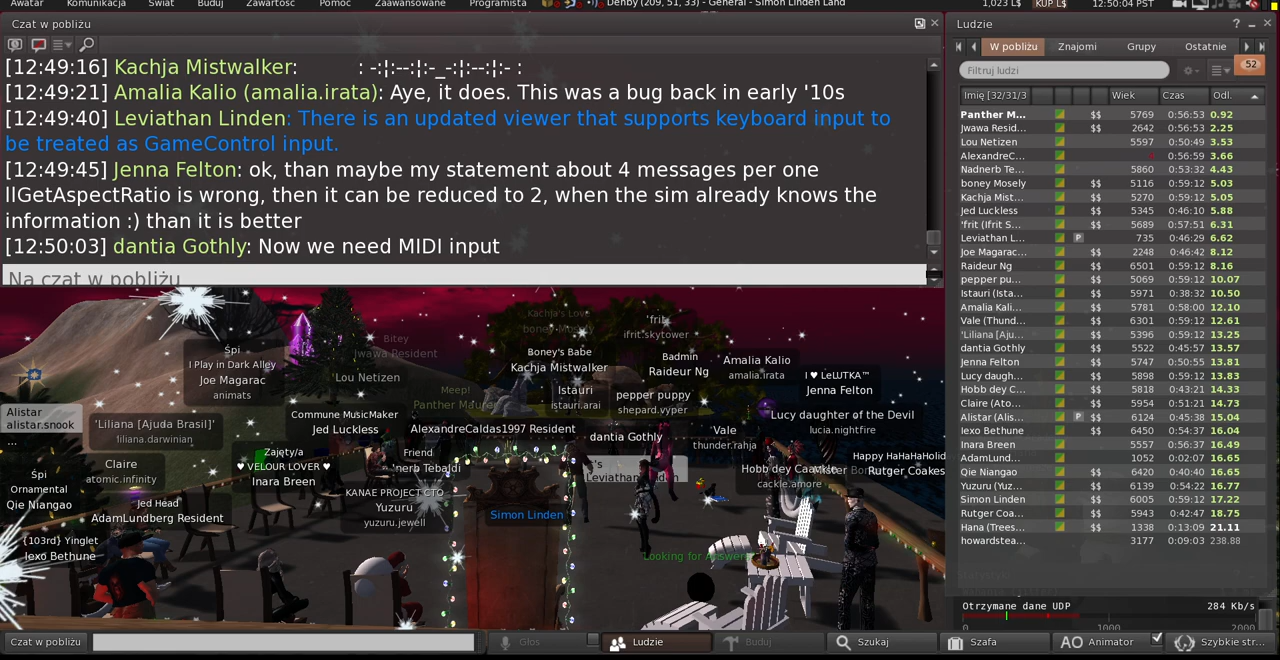 Awatar Komunikacja Świat Buduj Zawartość Pomoc Zaawansowane Programista Denby (209, 51, 33) - General - Simon Linden Land 1,023 L$ KUP L$ 12:50:04 PST
Czat w pobliżu
[12:49:16] Kachja Mistwalker: : -:¦:--:¦:-_-:¦:--:¦:- :
[12:49:21] Amalia Kalio (amalia.irata): Aye, it does. This was a bug back in early '10s
[12:49:40] Leviathan Linden: There is an updated viewer that supports keyboard input to
be treated as GameControl input.
[12:49:45] Jenna Felton: ok, than maybe my statement about 4 messages per one
llGetAspectRatio is wrong, then it can be reduced to 2, when the sim already knows the
information :) than it is better
[12:50:03] dantia Gothly: Now we need MIDI input
Na czat w pobliżu
Kachja's Love
boney Mosely
'frit
ifrit.skytower
Bitey
Jwawa Resident
Śpi
I Play in Dark Alley
Joe Magarac
animats
Lou Netizen
Boney's Babe
Kachja Mistwalker
Badmin
Raideur Ng
Amalia Kalio
amalia.irata
I ♥ LeLUTKA™
Jenna Felton
Meep!
Panther Maurer
Istauri
istauri.arai
pepper puppy
shepard.vyper
Alistar
alistar.snook
...
'Liliana [Ajuda Brasil]'
liliana.darwinian
Commune MusicMaker
Jed Luckless
AlexandreCaldas1997 Resident
dantia Gothly
Vale
thunder.rahja
Lucy daughter of the Devil
lucia.nightfire
Claire
atomic.infinity
Zajęty/a
♥ VELOUR LOVER ♥
Inara Breen
Friend
Leviathan
Hobb dey
cackle.amore
Happy HaHaHaHolid
Rutger Coakes
Śpi
Ornamental
Qie Niangao
Jed Head
AdamLundberg Resident
KANAE PROJECT CTO
Yuzuru
yuzuru.jewell
Simon Linden
{103rd} Yinglet
Iexo Bethune
Looking for Answers
Ludzie
W pobliżu Znajomi Grupy Ostatnie
Filtruj ludzi 52
Imię [32/31/3 Wiek Czas Odl.
Panther M... $$ 5769 0:56:53 0.92
Jwawa Resid... $$ 2642 0:56:53 2.25
Lou Netizen 5597 0:50:49 3.53
AlexandreC... 0:56:59 3.66
Nadnerb Te... 5860 0:53:32 4.43
boney Mosely $$ 5116 0:59:12 5.03
Kachja Mist... $$ 5270 0:59:12 5.05
Jed Luckless $$ 5345 0:46:10 5.88
'frit (Ifrit S... $$ 5689 0:57:51 6.31
Leviathan L... P 735 0:46:29 6.62
Joe Magarac... $$ 2248 0:46:42 8.12
Raideur Ng $$ 6501 0:59:12 8.16
pepper pu... $$ 5069 0:59:12 10.07
Istauri (Ista... $$ 5971 0:38:32 10.50
Amalia Kali... $$ 5781 0:58:00 12.10
Vale (Thund... $$ 6301 0:59:12 12.61
'Liliana [Aju... $$ 5396 0:59:12 13.25
dantia Gothly $$ 5522 0:45:57 13.57
Jenna Felton $$ 5747 0:50:55 13.81
Lucy daugh... $$ 5898 0:59:12 13.83
Hobb dey C... $$ 5818 0:43:21 14.33
Claire (Ato... $$ 5954 0:51:21 14.73
Alistar (Alis... P $$ 6124 0:45:38 15.04
Iexo Bethune $$ 6450 0:54:37 16.04
Inara Breen 5557 0:56:37 16.49
AdamLund... 1052 0:02:07 16.65
Qie Niangao $$ 6420 0:40:40 16.65
Yuzuru (Yuz... $$ 6139 0:54:22 16.77
Simon Linden $$ 6005 0:59:12 17.22
Rutger Coa... $$ 5943 0:42:47 18.75
Hana (Trees... $$ 1338 0:13:09 21.11
howardstea... 3177 0:09:03 238.88
Otrzymane dane UDP 284 Kb/s
0 1000 2000
Czat w pobliżu Głos Ludzie Buduj Szukaj Szafa AO Animator Szybkie str...